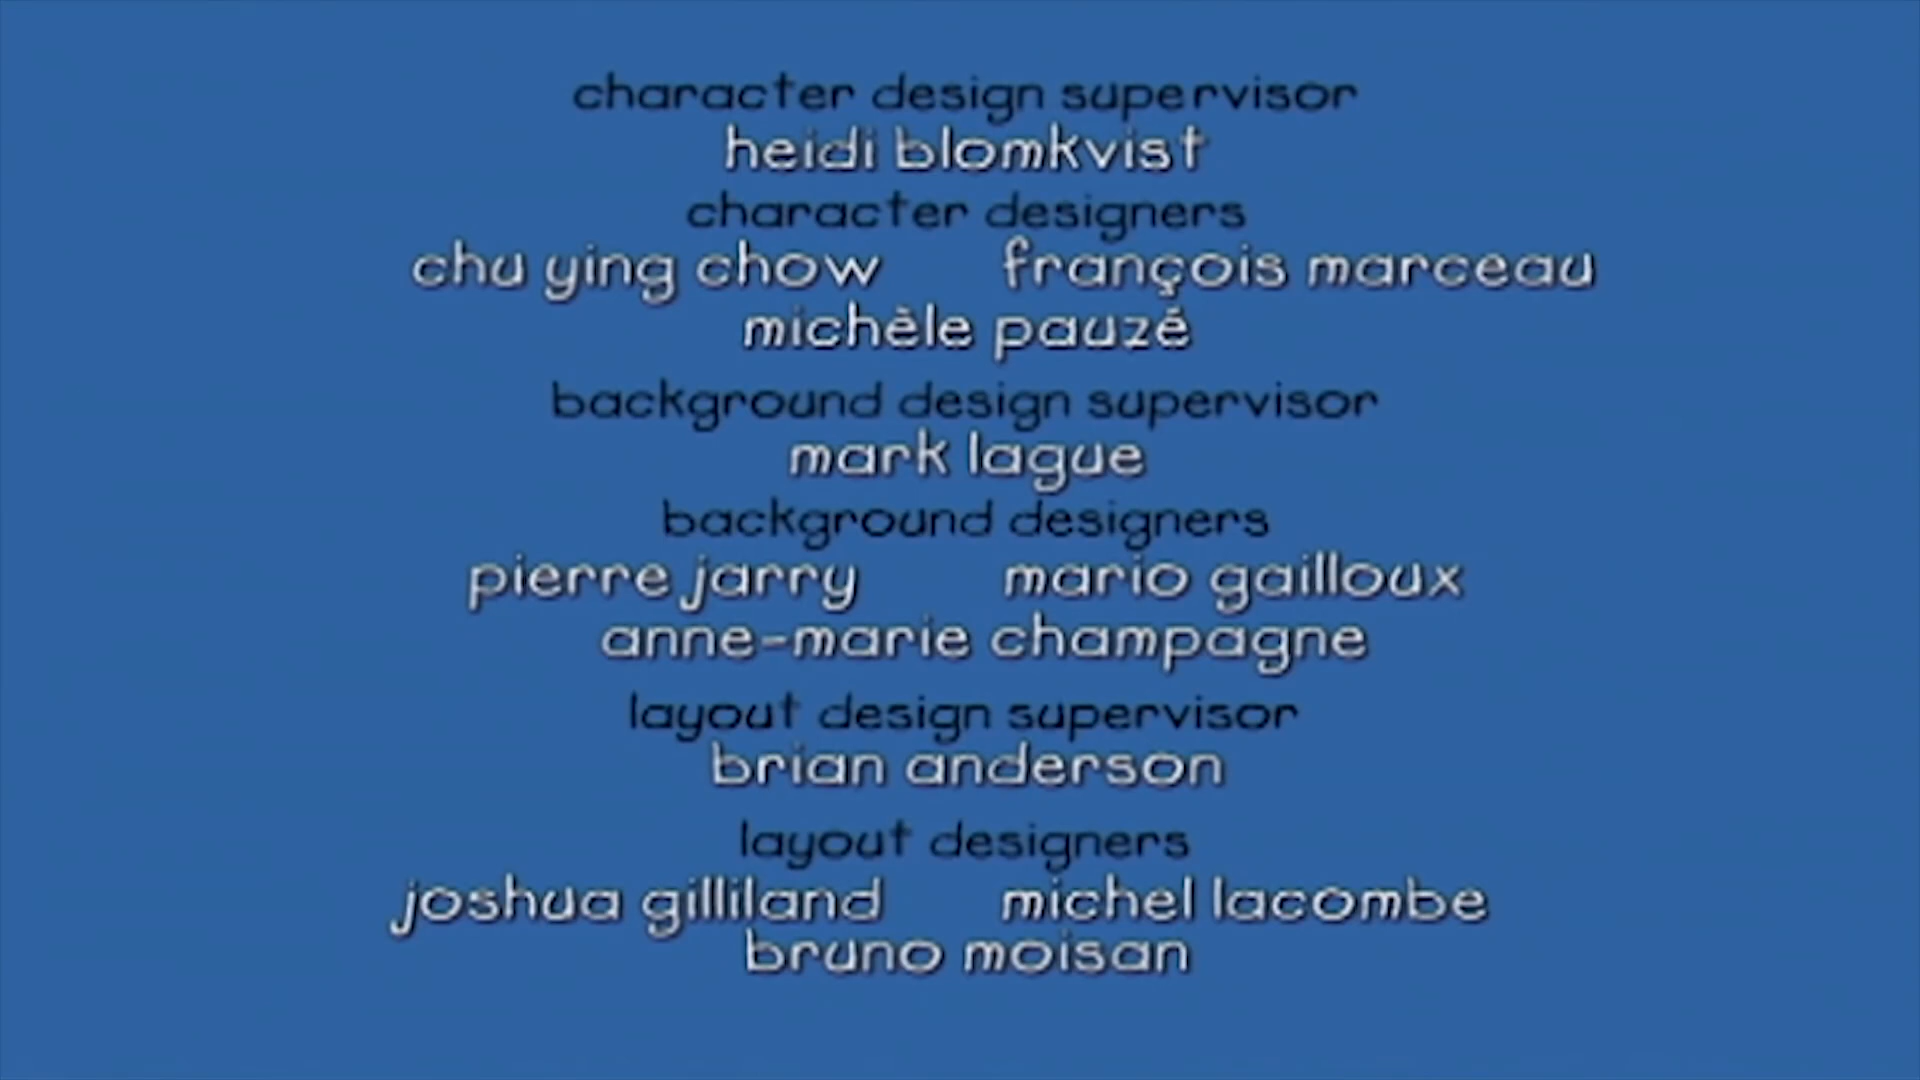 character design supervisor
heidi blomkvist
character designers
chu ying chow françois marceau
michèle pauzé
background design supervisor
mark lague
background designers
pierre jarry mario gailloux
anne-marie champagne
layout design supervisor
brian anderson
layout designers
joshua gilliland michel lacombe
bruno moisan